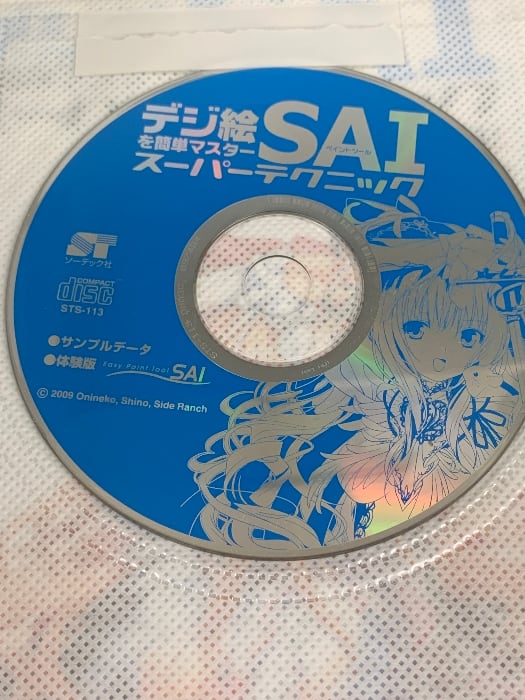 デジ絵
を簡単マスター
SAI
ペイントツール
スーパーテクニック
ST
ソーテック社
COMPACT
disc
STS-113
●サンプルデータ
●体験版 Easy Paint Tool SAI
© 2009 Onineko, Shino, Side Ranch